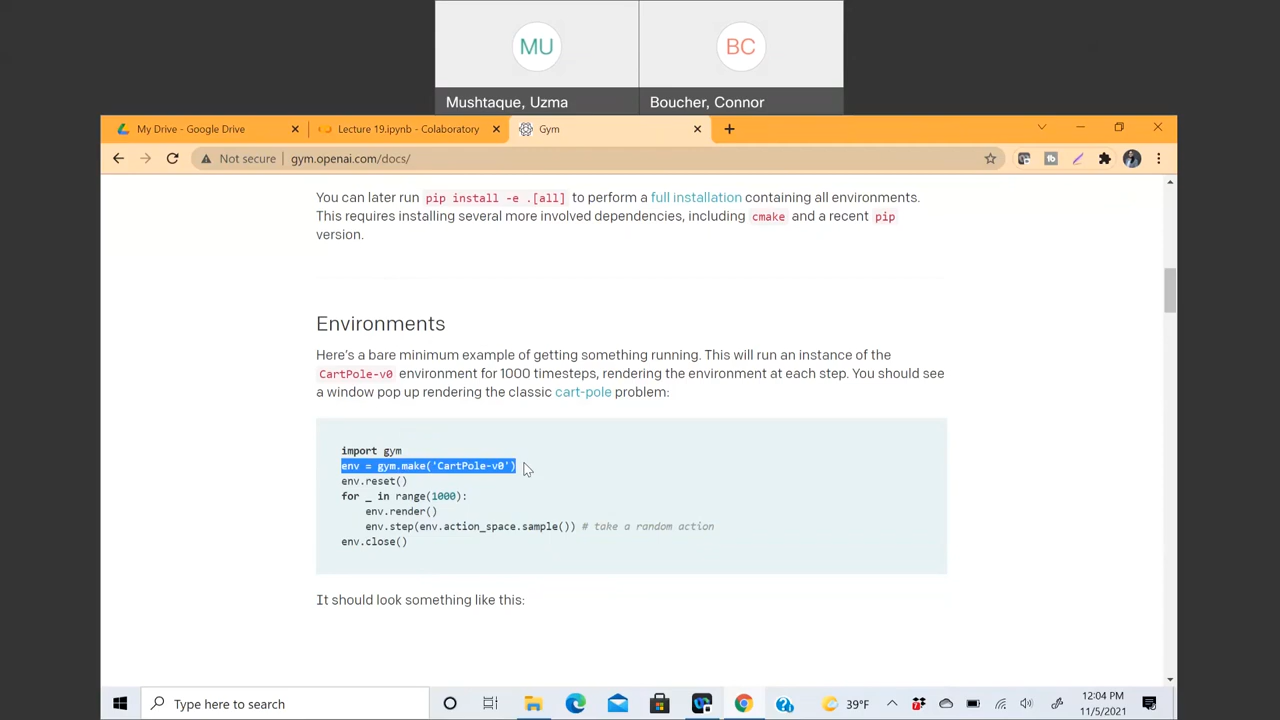 MU
BC
Mushtaque, Uzma
Boucher, Connor
My Drive - Google Drive
Lecture 19.ipynb - Colaboratory
Gym
Not secure
gym.openai.com/docs/
You can later run pip install -e .[all] to perform a full installation containing all environments.
This requires installing several more involved dependencies, including cmake and a recent pip
version.
Environments
Here's a bare minimum example of getting something running. This will run an instance of the
CartPole-v0 environment for 1000 timesteps, rendering the environment at each step. You should see
a window pop up rendering the classic cart-pole problem:
import gym
env = gym.make('CartPole-v0')
env.reset()
for _ in range(1000):
env.render()
env.step(env.action_space.sample()) # take a random action
env.close()
It should look something like this:
Type here to search
39°F
12:04 PM
11/5/2021